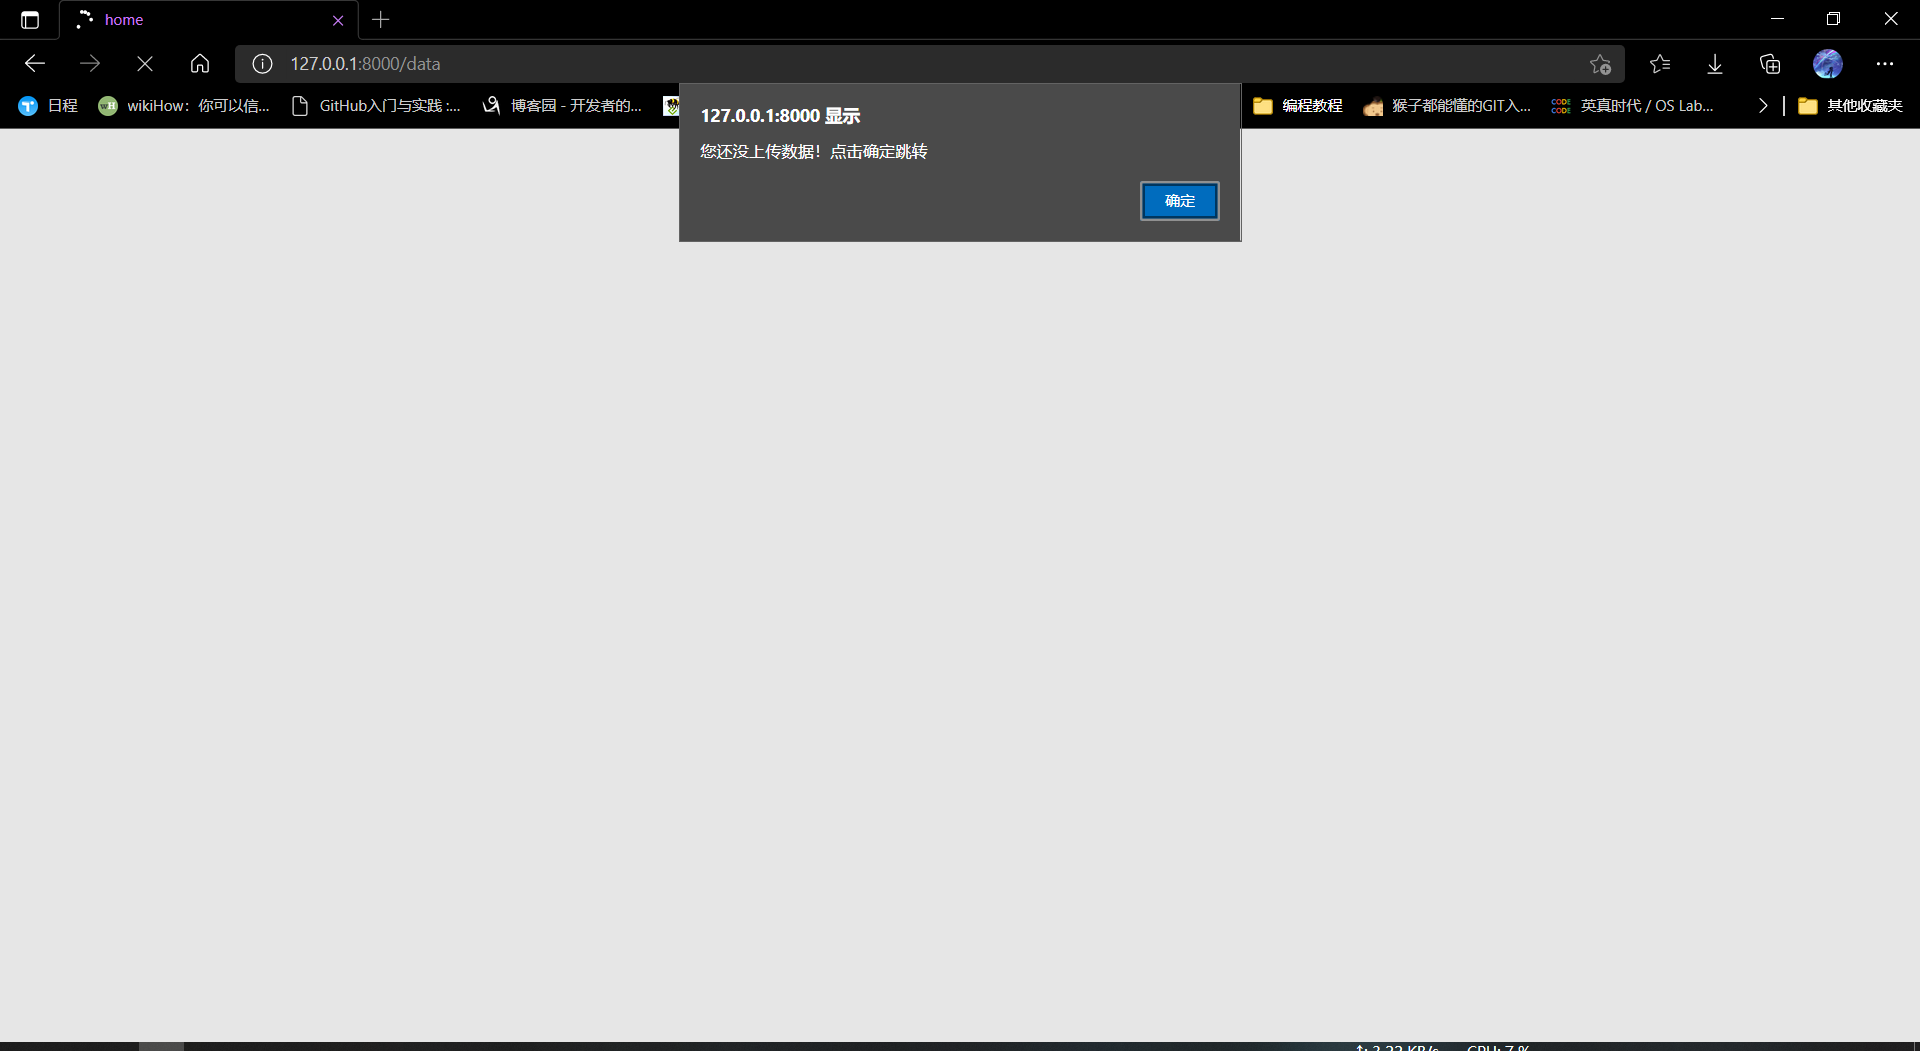 home
127.0.0.1:8000/data
日程
wikiHow：你可以信...
GitHub入门与实践 :...
博客园 - 开发者的...
编程教程
猴子都能懂的GIT入...
英真时代 / OS Lab...
其他收藏夹
127.0.0.1:8000 显示
您还没上传数据！点击确定跳转
确定